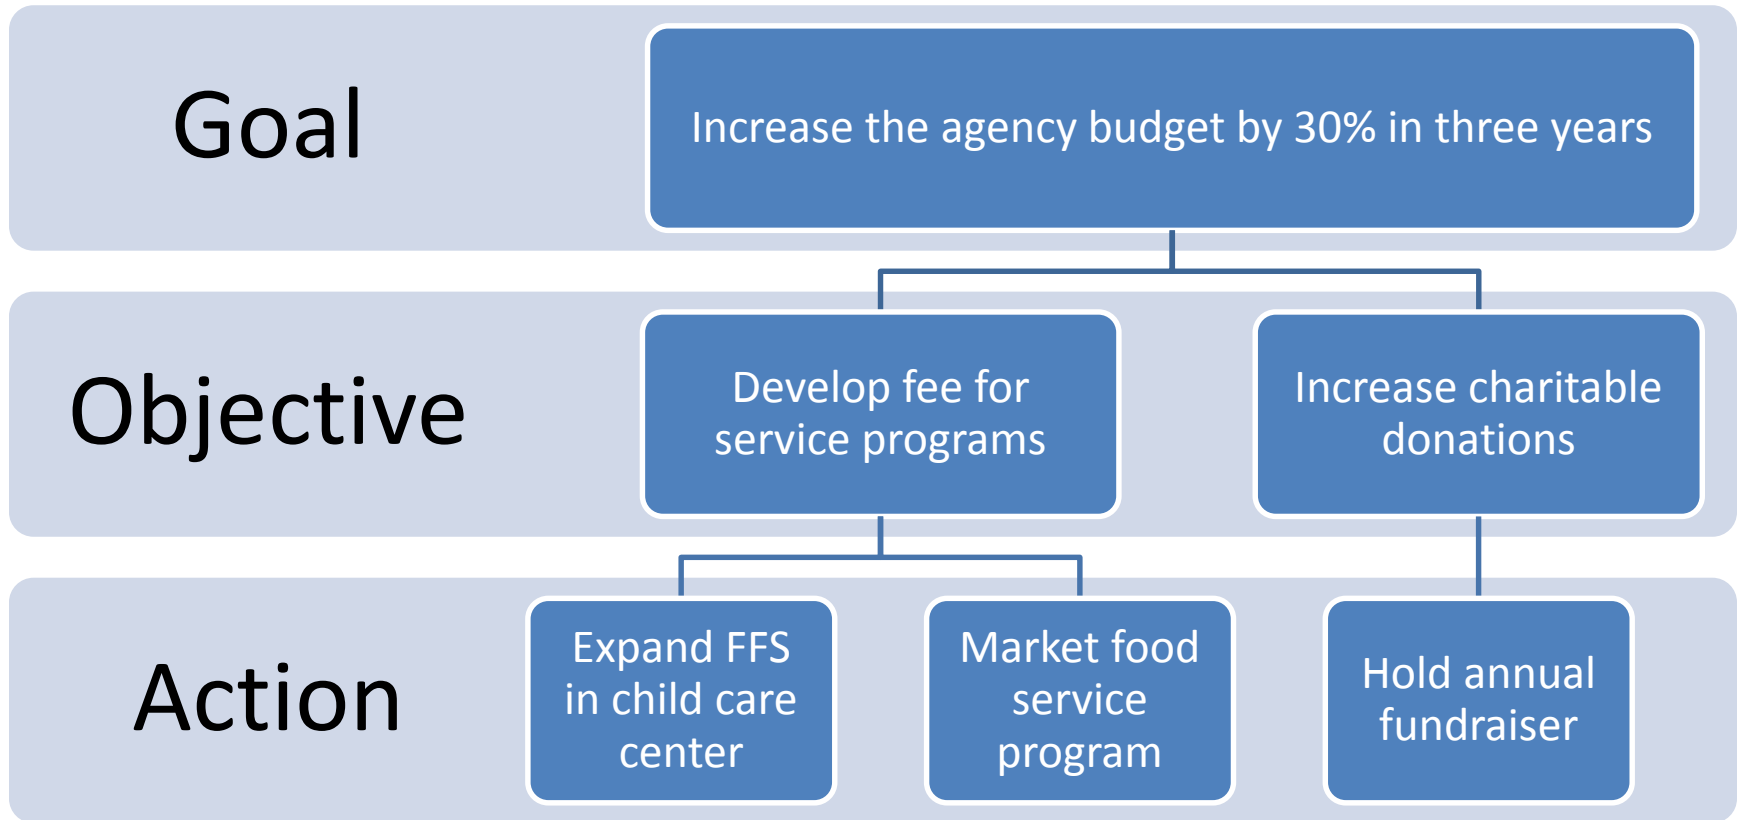 Goal
Increase the agency budget by 30% in three years
Objective
Develop fee for
service programs
Increase charitable
donations
Action
Expand FFS
in child care
center
Market food
service
program
Hold annual
fundraiser